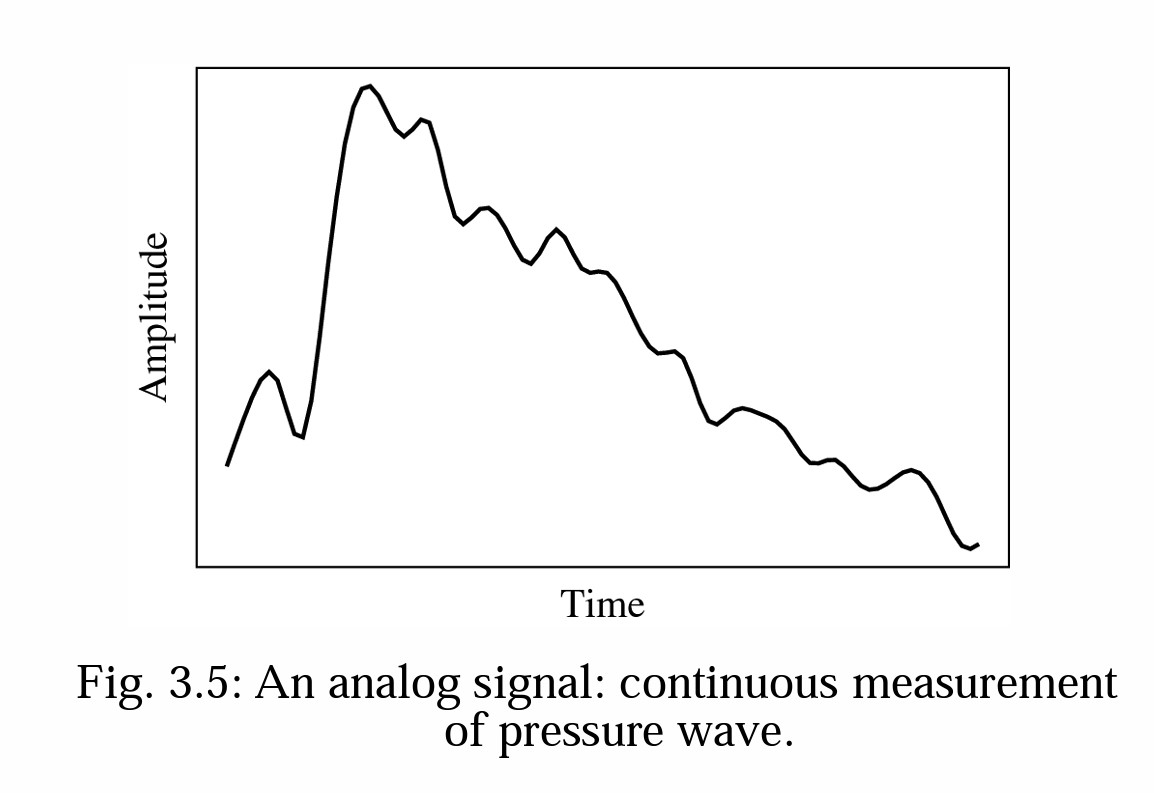 Amplitude
Time
Fig. 3.5: An analog signal: continuous measurement
of pressure wave.